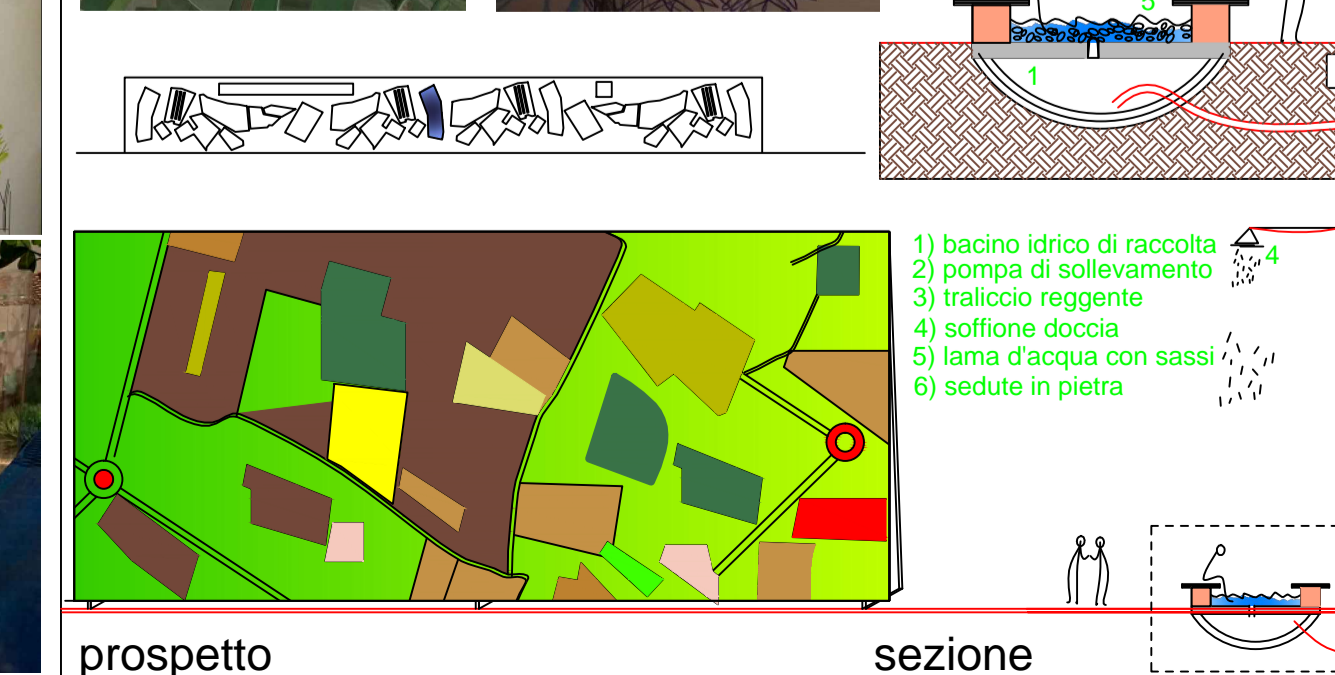 5
1
1) bacino idrico di raccolta
2) pompa di sollevamento
3) traliccio reggente
4) soffione doccia
5) lama d'acqua con sassi
6) sedute in pietra
4
prospetto
sezione